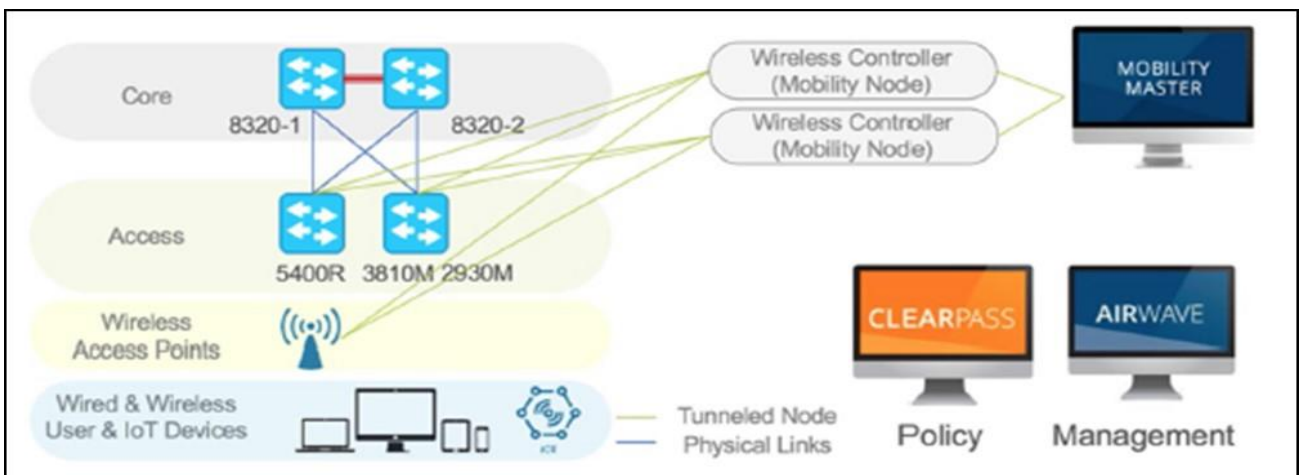 Core
8320-1
8320-2
Wireless Controller
(Mobility Node)
Wireless Controller
(Mobility Node)
MOBILITY
MASTER
Access
5400R
3810M
2930M
Wireless
Access Points
Wired & Wireless
User & IoT Devices
Tunneled Node
Physical Links
CLEARPASS
Policy
AIRWAVE
Management